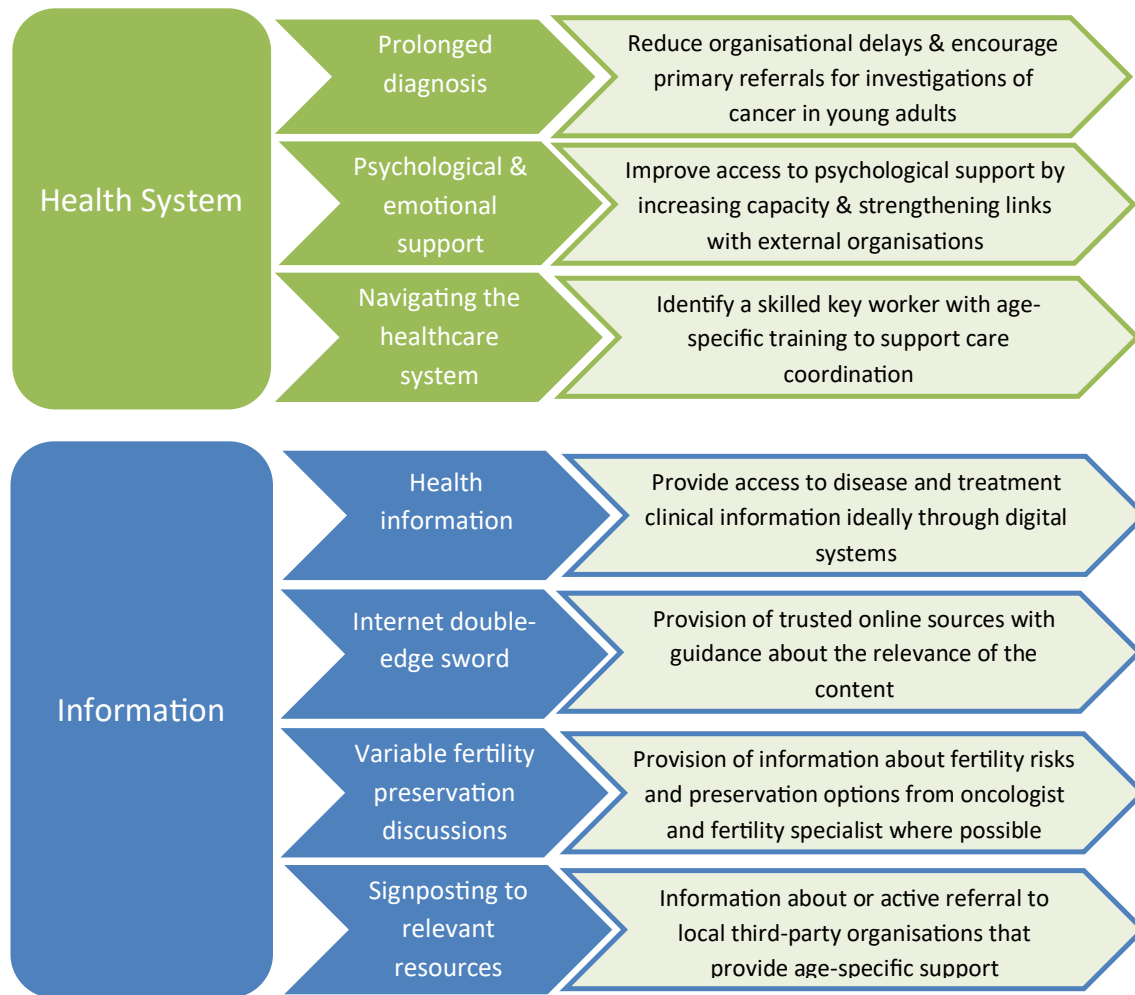 Health System
Prolonged
diagnosis
Reduce organisational delays & encourage
primary referrals for investigations of
cancer in young adults
Psychological &
emotional
support
Improve access to psychological support by
increasing capacity & strengthening links
with external organisations
Navigating the
healthcare
system
Identify a skilled key worker with age-
specific training to support care
coordination
Information
Health
information
Provide access to disease and treatment
clinical information ideally through digital
systems
Internet double-
edge sword
Provision of trusted online sources with
guidance about the relevance of the
content
Variable fertility
preservation
discussions
Provision of information about fertility risks
and preservation options from oncologist
and fertility specialist where possible
Signposting to
relevant
resources
Information about or active referral to
local third-party organisations that
provide age-specific support